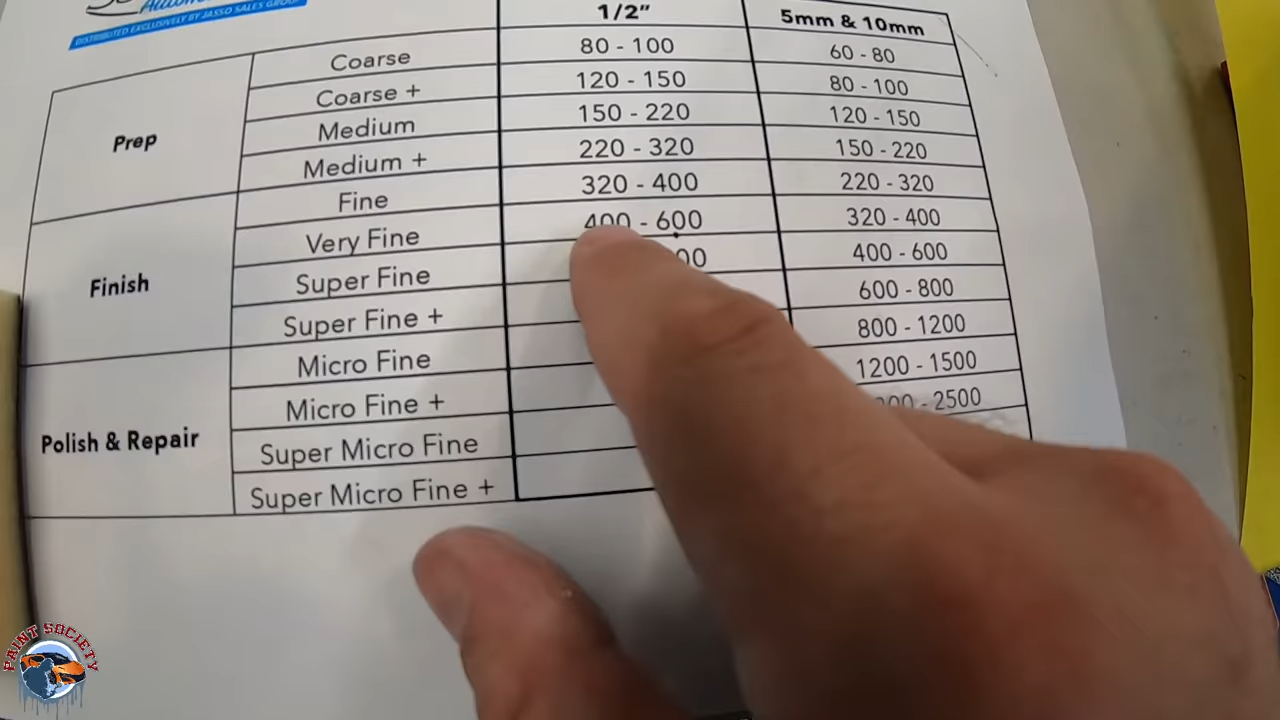 DISTRIBUTED EXCLUSIVELY BY JASSO SALES GROUP
1/2" 5mm & 10mm
Prep
Coarse 80 - 100 60 - 80
Coarse + 120 - 150 80 - 100
Medium 150 - 220 120 - 150
Medium + 220 - 320 150 - 220
Finish
Fine 320 - 400 220 - 320
Very Fine 400 - 600 320 - 400
Super Fine 400 - 600
Super Fine + 600 - 800
Polish & Repair
Micro Fine 800 - 1200
Micro Fine + 1200 - 1500
Super Micro Fine - 2500
Super Micro Fine +
PAINT SOCIETY